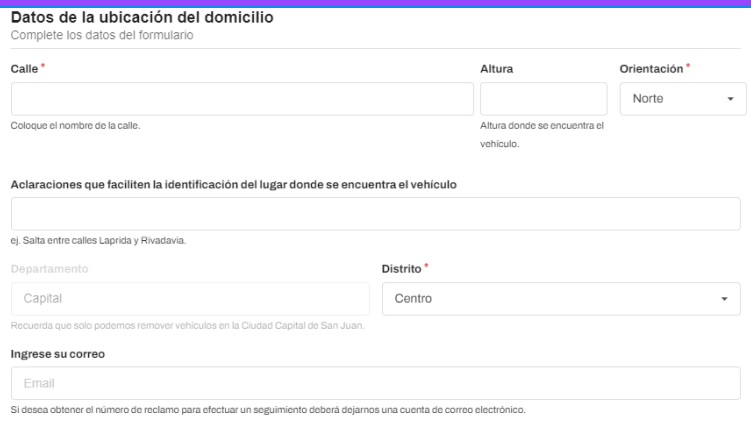 Datos de la ubicación del domicilio
Complete los datos del formulario
Calle *
Altura
Orientación *
Norte
Coloque el nombre de la calle.
Altura donde se encuentra el
vehículo.
Aclaraciones que faciliten la identificación del lugar donde se encuentra el vehículo
ej. Salta entre calles Laprida y Rivadavia.
Departamento
Distrito *
Capital
Centro
Recuerda que solo podemos remover vehículos en la Ciudad Capital de San Juan.
Ingrese su correo
Email
Si desea obtener el número de reclamo para efectuar un seguimiento deberá dejarnos una cuenta de correo electrónico.